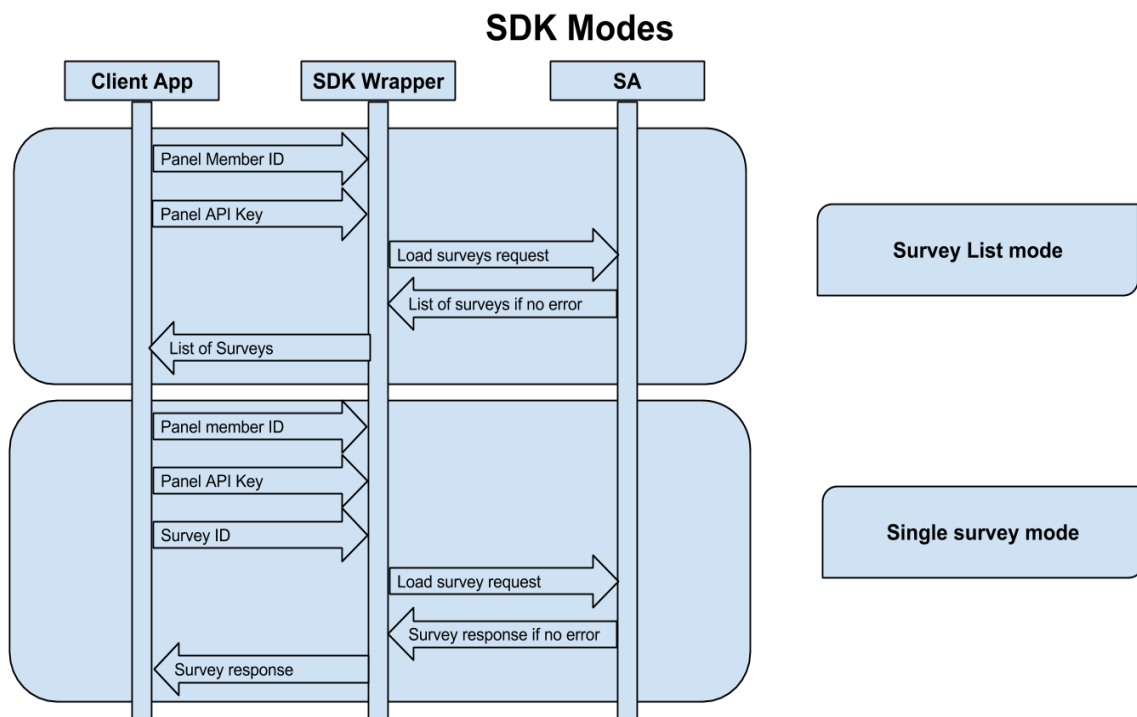 SDK Modes
Client App
SDK Wrapper
SA
Panel Member ID
Panel API Key
Load surveys request
Survey List mode
List of surveys if no error
List of Surveys
Panel member ID
Panel API Key
Survey ID
Single survey mode
Load survey request
Survey response if no error
Survey response